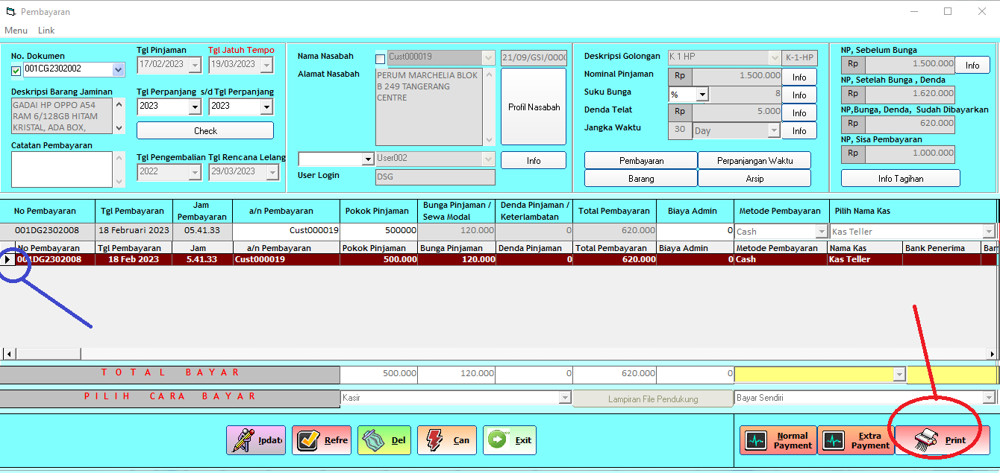 Pembayaran
Menu Link
No. Dokumen
001CG2302002
Deskripsi Barang Jaminan
GADAI HP OPPO A54
RAM 6/128GB HITAM
KRISTAL, ADA BOX,
Catatan Pembayaran
Tgl Pinjaman Tgl Jatuh Tempo
17/02/2023 19/03/2023
Tgl Perpanjang s/d Tgl Perpanjang
2023 2023
Check
Tgl Pengembalian Tgl Rencana Lelang
2022 29/03/2023
Nama Nasabah Cust000019 21/09/GSI/0000
Alamat Nasabah
PERUM MARCHELIA BLOK
B 249 TANGERANG
CENTRE
Profil Nasabah
User002 Info
User Login DSG
Deskripsi Golongan K 1 HP K-1-HP
Nominal Pinjaman Rp 1.500.000 Info
Suku Bunga % 8 Info
Denda Telat Rp 5.000 Info
Jangka Waktu 30 Day Info
Pembayaran Perpanjangan Waktu
Barang Arsip
NP, Sebelum Bunga
Rp 1.500.000 Info
NP, Setelah Bunga , Denda
Rp 1.620.000
NP,Bunga, Denda, Sudah Dibayarkan
Rp 620.000
NP, Sisa Pembayaran
Rp 1.000.000
Info Tagihan
No Pembayaran Tgl Pembayaran Jam Pembayaran a/n Pembayaran Pokok Pinjaman Bunga Pinjaman / Sewa Modal Denda Pinjaman / Keterlambatan Total Pembayaran Biaya Admin Metode Pembayaran Pilih Nama Kas
001DG2302008 18 Februari 2023 05.41.33 Cust000019 500000 120.000 0 620.000 0 Cash Kas Teller
No Pembayaran Tgl Pembayaran Jam a/n Pembayaran Pokok Pinjaman Bunga Pinjaman Denda Pinjaman Total Pembayaran Biaya Admin Metode Pembayaran Nama Kas Bank Penerima Ban
001DG2302008 18 Feb 2023 5.41.33 Cust000019 500.000 120.000 0 620.000 0 Cash Kas Teller
TOTAL BAYAR 500.000 120.000 0 620.000 0
PILIH CARA BAYAR Kasir Lampiran File Pendukung Bayar Sendiri
Refre Del Can Exit Normal Payment Extra Payment Print